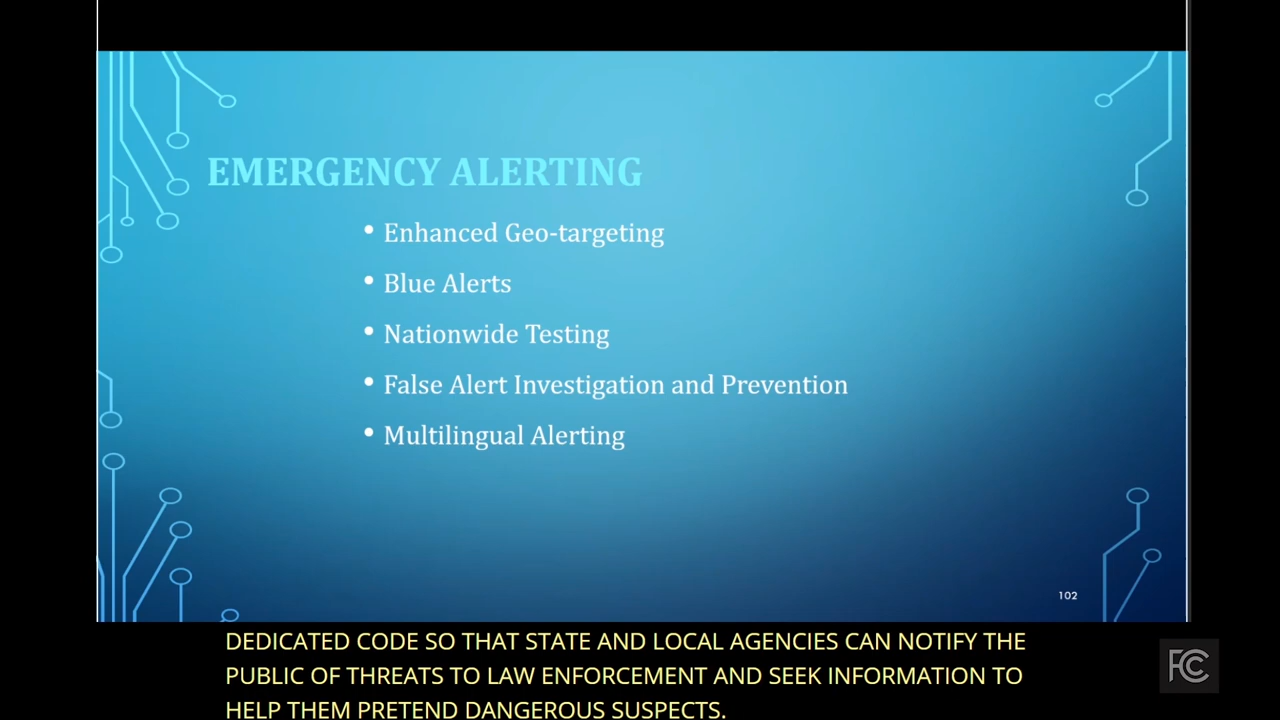 EMERGENCY ALERTING
• Enhanced Geo-targeting
• Blue Alerts
• Nationwide Testing
• False Alert Investigation and Prevention
• Multilingual Alerting
102
DEDICATED CODE SO THAT STATE AND LOCAL AGENCIES CAN NOTIFY THE
PUBLIC OF THREATS TO LAW ENFORCEMENT AND SEEK INFORMATION TO
HELP THEM PRETEND DANGEROUS SUSPECTS.
FCC